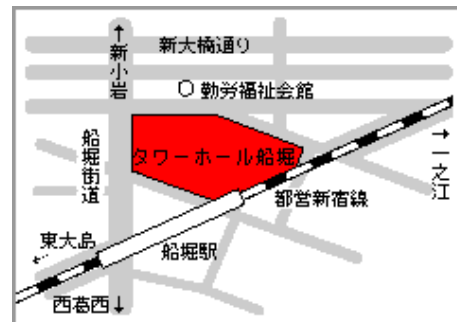 ↑新小岩
新大橋通り
勤労福祉会館
船堀街道
タワーホール船堀
→一之江
都営新宿線
東大島
船堀駅
西葛西↓